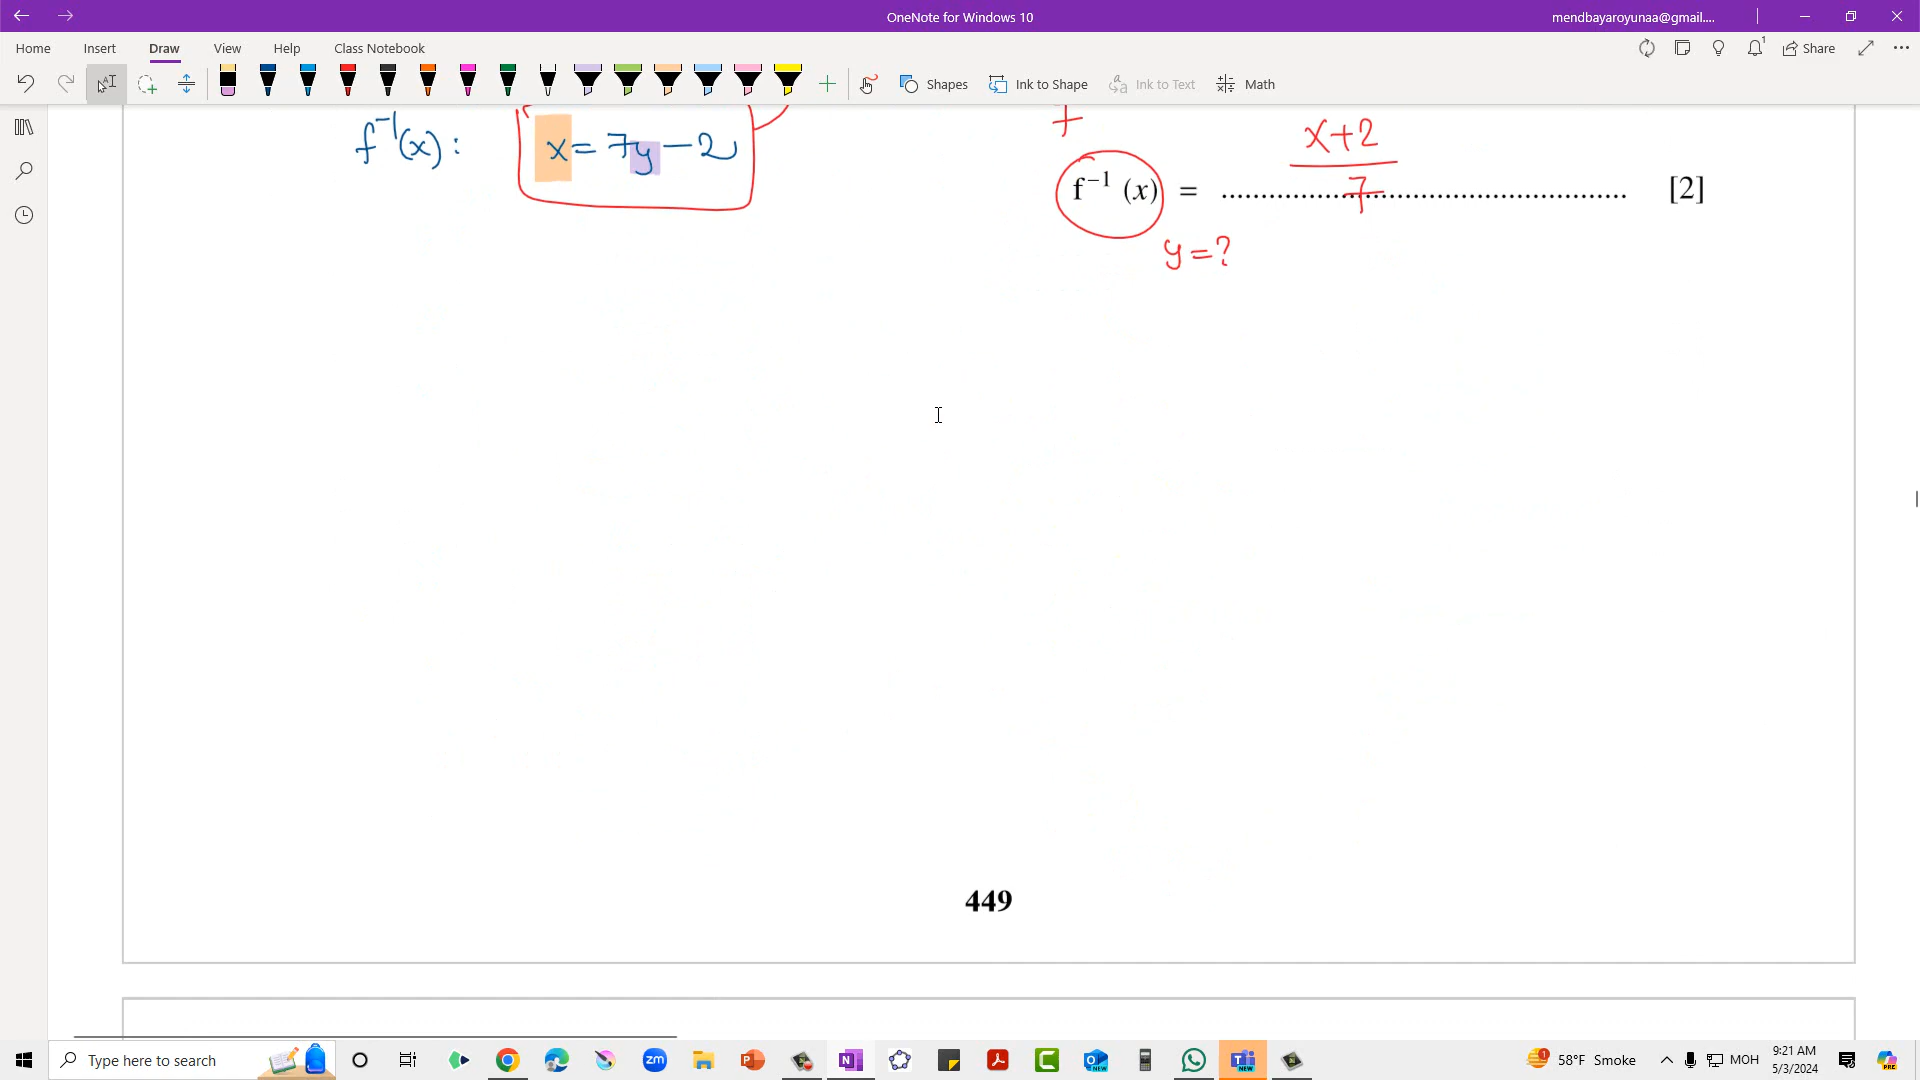 OneNote for Windows 10
mendbayaroyunaa@gmail....
Home Insert Draw View Help Class Notebook
1
Share
Shapes Ink to Shape Ink to Text Math
f⁻¹(x): x = 7y − 2
x+2
f⁻¹ (x) = ............................................ [2]
7
y = ?
449
Type here to search
58°F Smoke
MOH
9:21 AM
5/3/2024